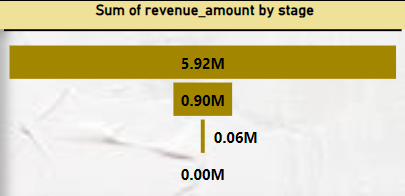 Sum of revenue_amount by stage
5.92M
0.90M
0.06M
0.00M